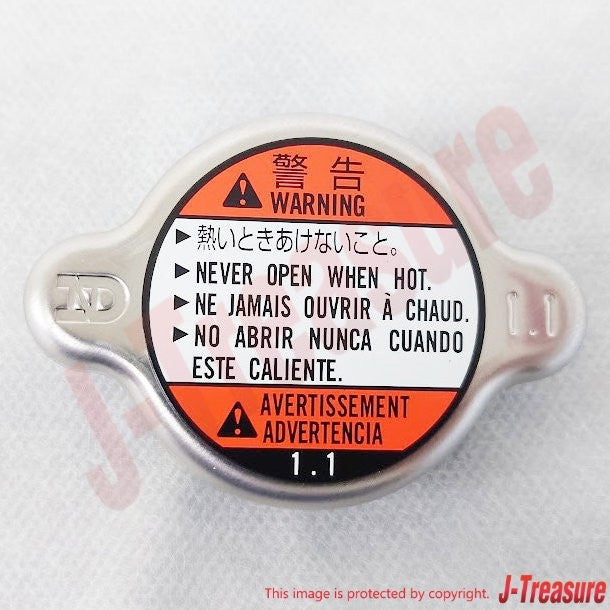 警告
WARNING
▶ 熱いときあけないこと。
▶ NEVER OPEN WHEN HOT.
▶ NE JAMAIS OUVRIR À CHAUD.
▶ NO ABRIR NUNCA CUANDO
ESTE CALIENTE.
AVERTISSEMENT
ADVERTENCIA
1.1
ND
1.1
J-Treasure
This image is protected by copyright. J-Treasure